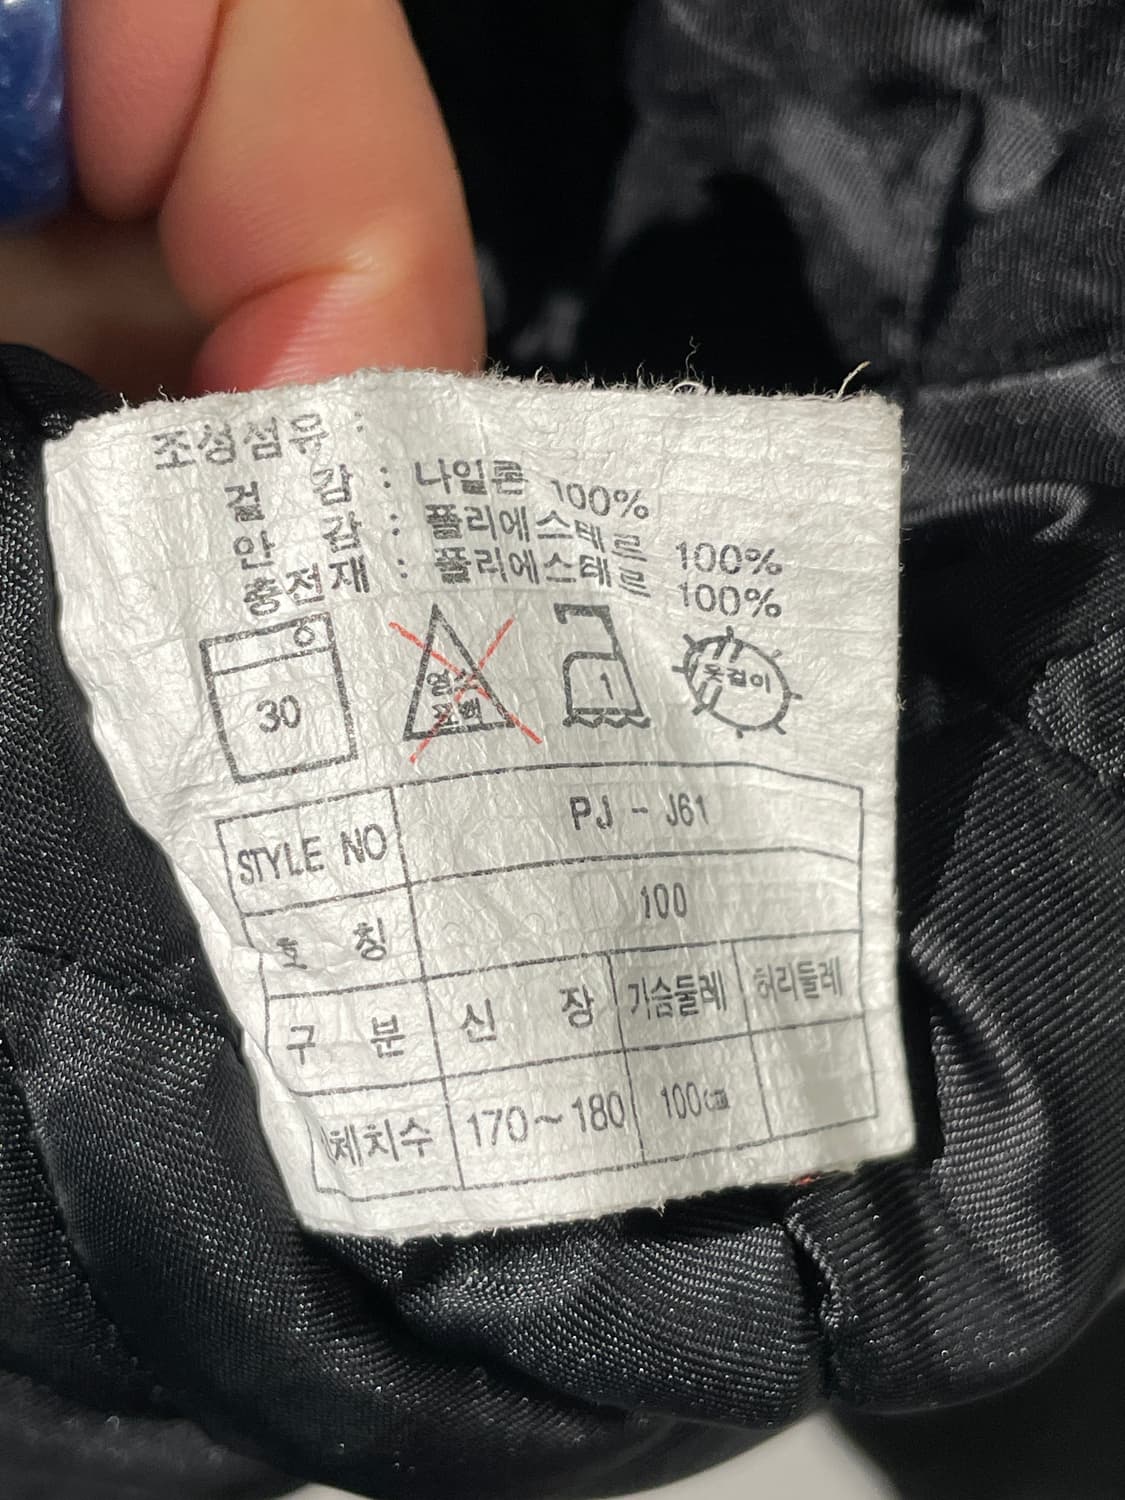 조성섬유 :
겉 감 : 나일론 100%
안 감 : 폴리에스테르 100%
충전재 : 폴리에스테르 100%
30
염소 표백
1
옷걸이
STYLE NO PJ - J61
호 칭 100
구 분 신 장 가슴둘레 허리둘레
체치수 170~180 100㎝